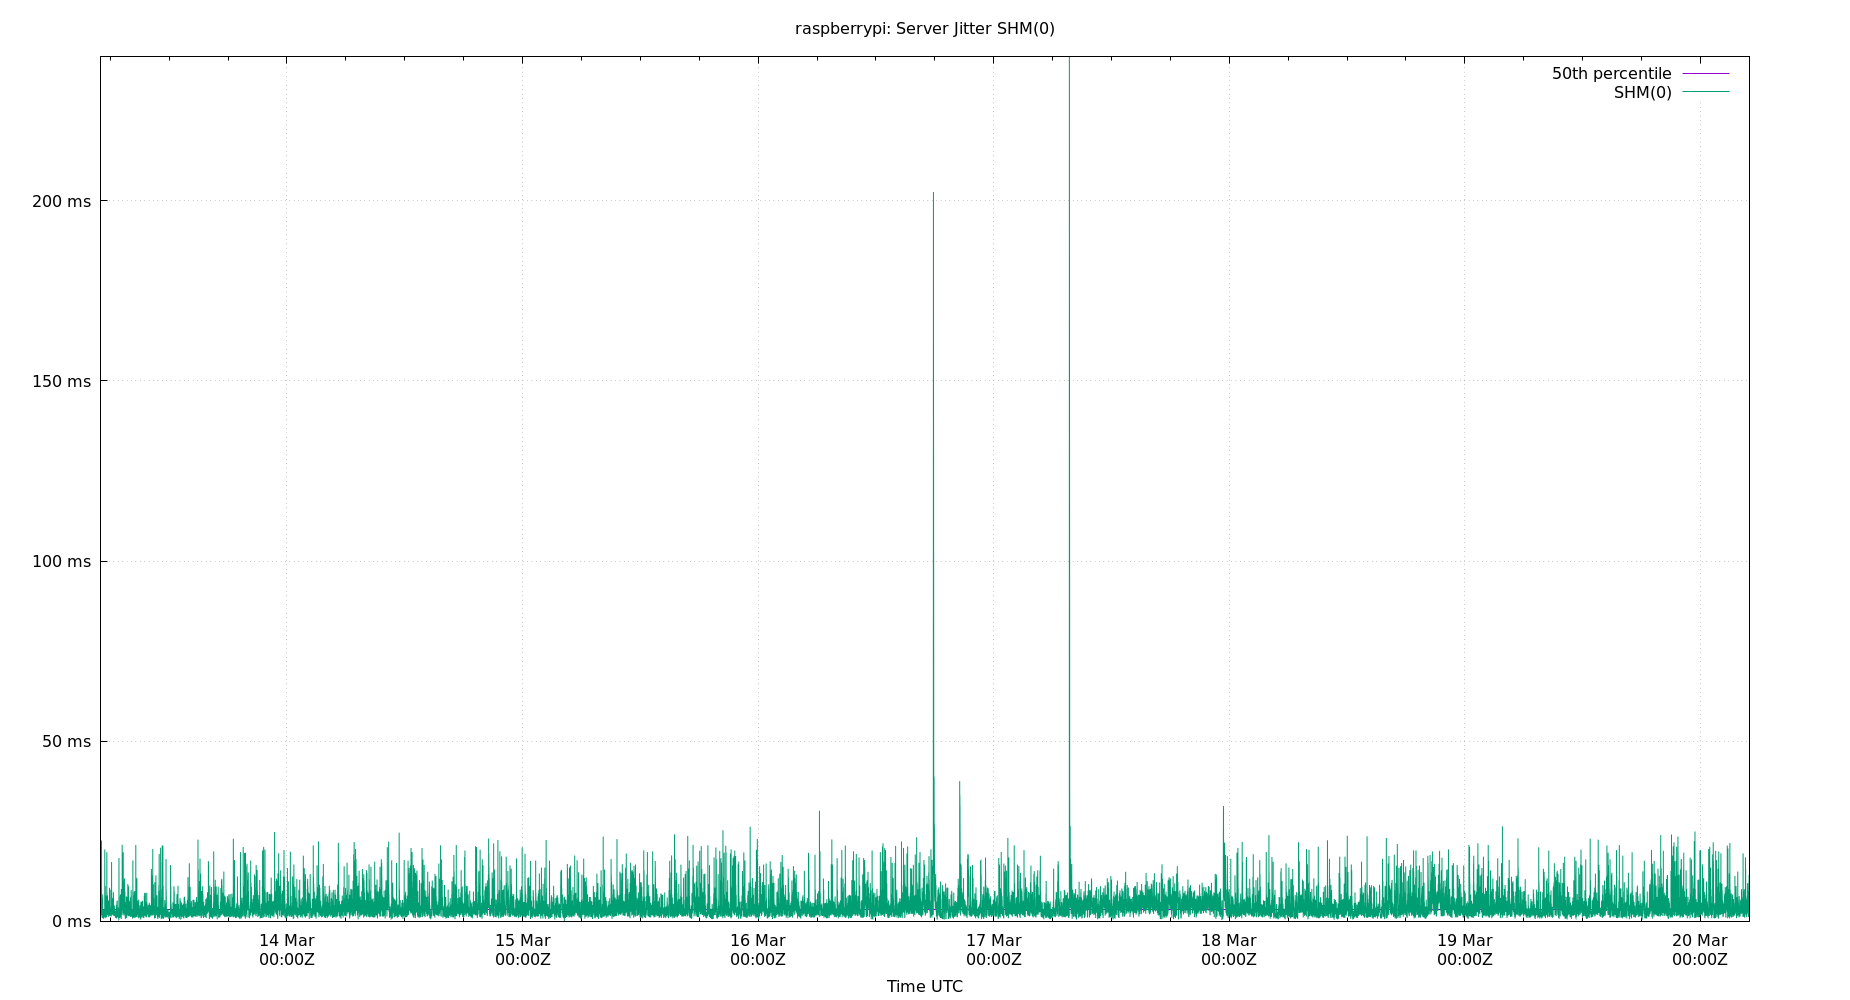 raspberrypi: Server Jitter SHM(0)
50th percentile
SHM(0)
200 ms
150 ms
100 ms
50 ms
0 ms
14 Mar 15 Mar 16 Mar 17 Mar 18 Mar 19 Mar 20 Mar
00:00Z 00:00Z 00:00Z 00:00Z 00:00Z 00:00Z 00:00Z
Time UTC